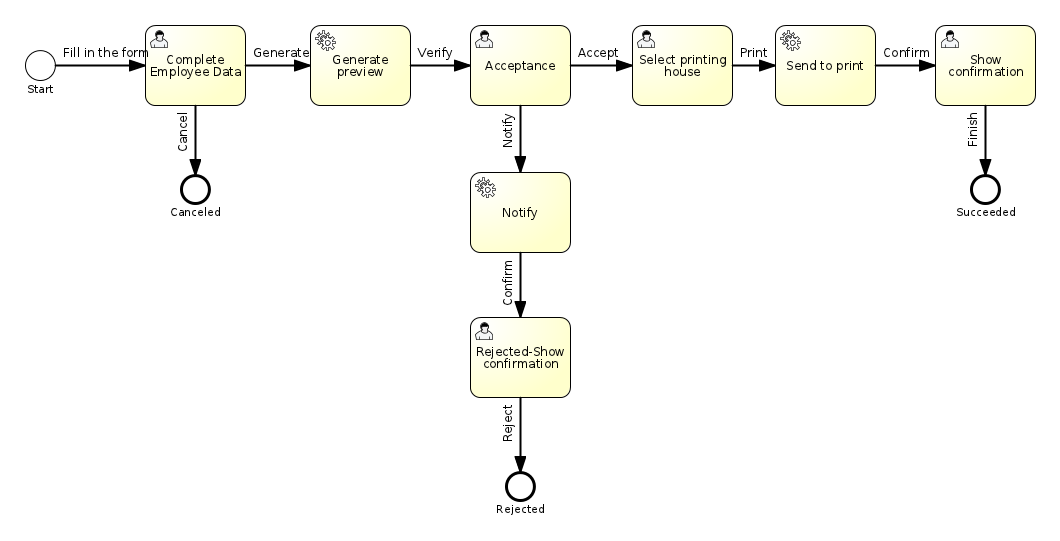 Fill in the form
Generate
Verify
Accept
Print
Confirm
Start
Complete
Employee Data
Generate
preview
Acceptance
Select printing
house
Send to print
Show
confirmation
Cancel
Notify
Finish
Canceled
Notify
Succeeded
Confirm
Rejected-Show
confirmation
Reject
Rejected